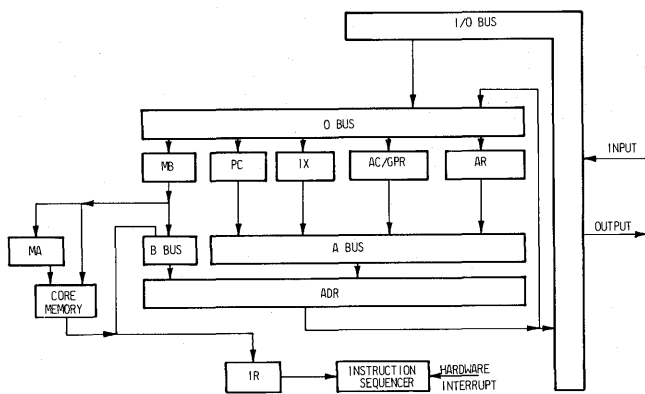 I/O BUS
O BUS
MB
PC
IX
AC/GPR
AR
INPUT
OUTPUT
MA
B BUS
A BUS
CORE
MEMORY
ADR
IR
INSTRUCTION
SEQUENCER
HARDWARE
INTERRUPT